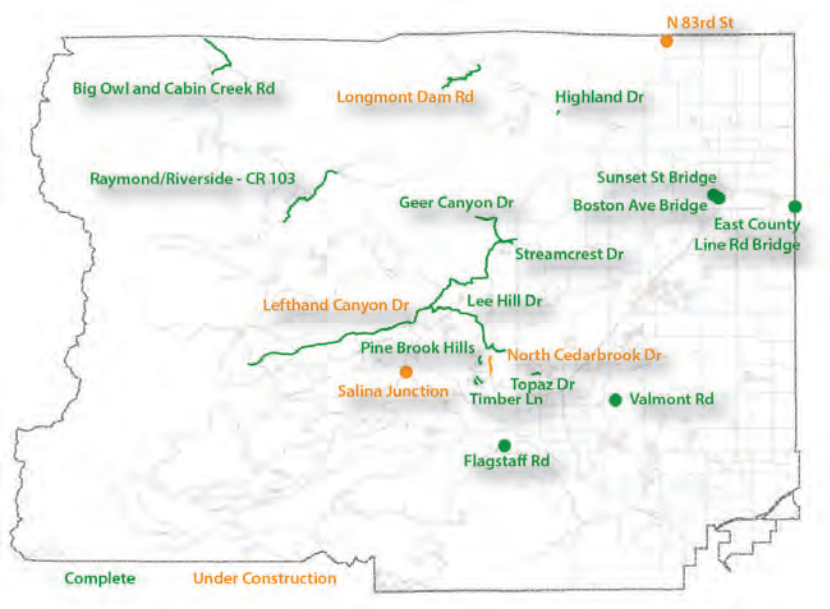 N 83rd St
Big Owl and Cabin Creek Rd
Longmont Dam Rd
Highland Dr
Raymond/Riverside - CR 103
Sunset St Bridge
Geer Canyon Dr
Boston Ave Bridge
East County
Line Rd Bridge
Streamcrest Dr
Lefthand Canyon Dr
Lee Hill Dr
Pine Brook Hills
North Cedarbrook Dr
Salina Junction
Topaz Dr
Timber Ln
Valmont Rd
Flagstaff Rd
Complete
Under Construction